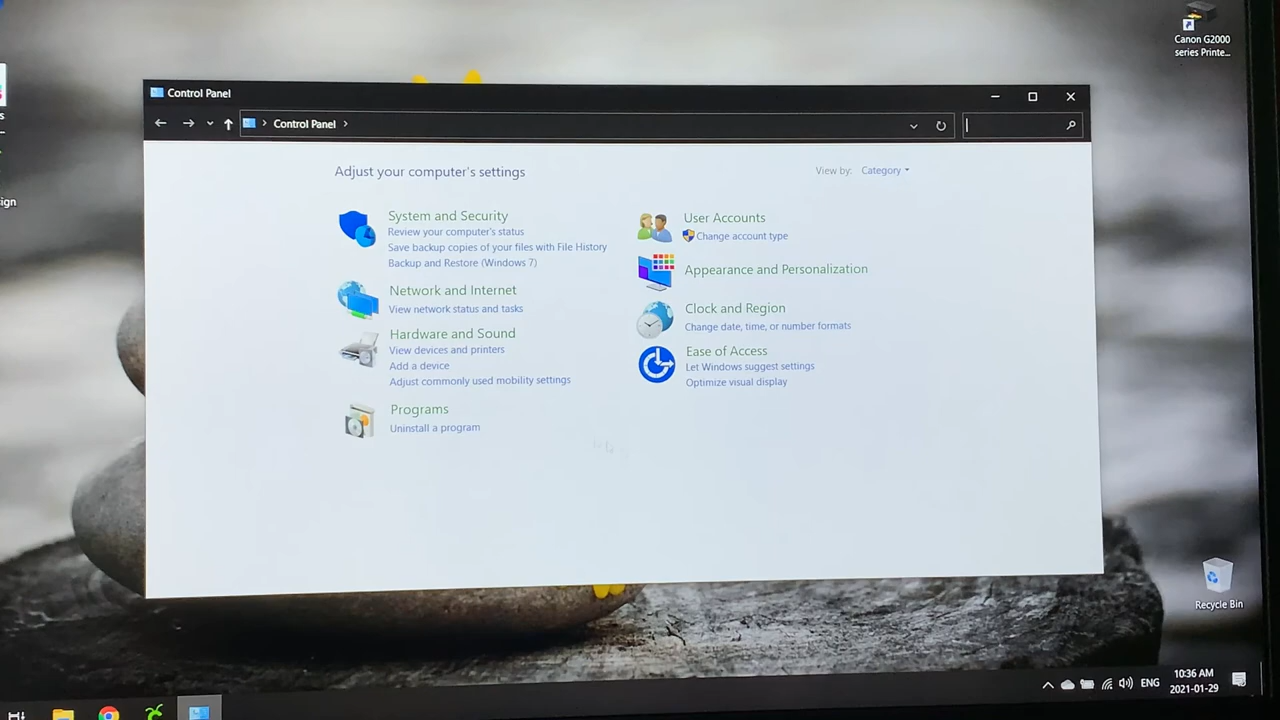 Canon G2000
series Printe...
s
ign
Control Panel
Control Panel
Adjust your computer's settings
View by: Category
System and Security
Review your computer's status
Save backup copies of your files with File History
Backup and Restore (Windows 7)
Network and Internet
View network status and tasks
Hardware and Sound
View devices and printers
Add a device
Adjust commonly used mobility settings
Programs
Uninstall a program
User Accounts
Change account type
Appearance and Personalization
Clock and Region
Change date, time, or number formats
Ease of Access
Let Windows suggest settings
Optimize visual display
Recycle Bin
ENG
10:36 AM
2021-01-29